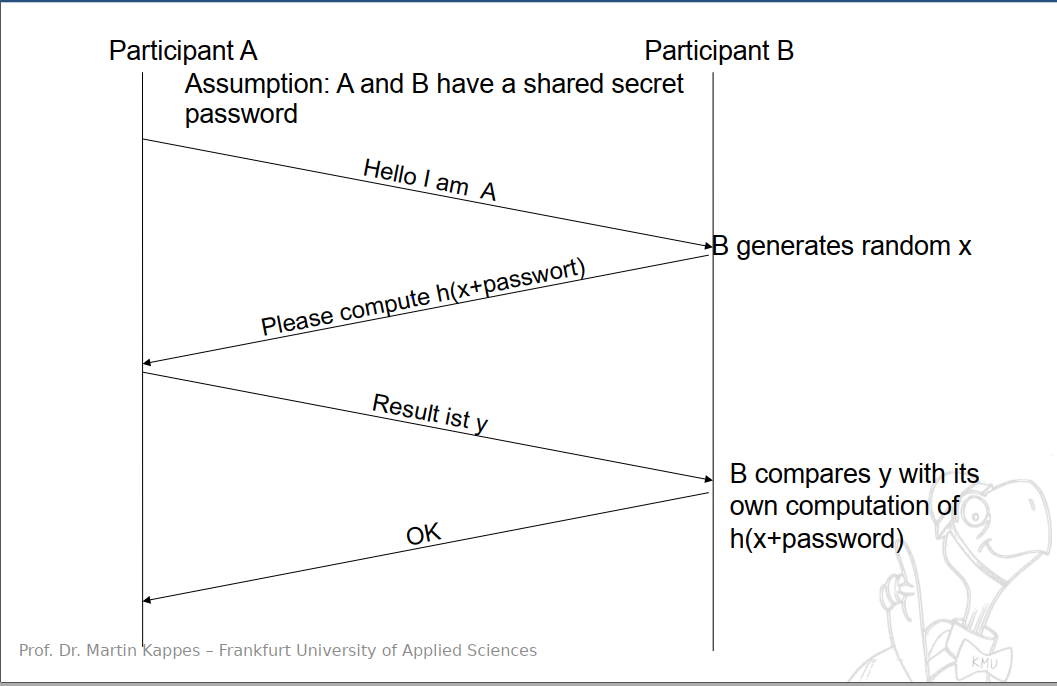 Participant A
Participant B
Assumption: A and B have a shared secret
password
Hello I am A
B generates random x
Please compute h(x+passwort)
Result ist y
B compares y with its
own computation of
h(x+password)
OK
Prof. Dr. Martin Kappes – Frankfurt University of Applied Sciences
KMU